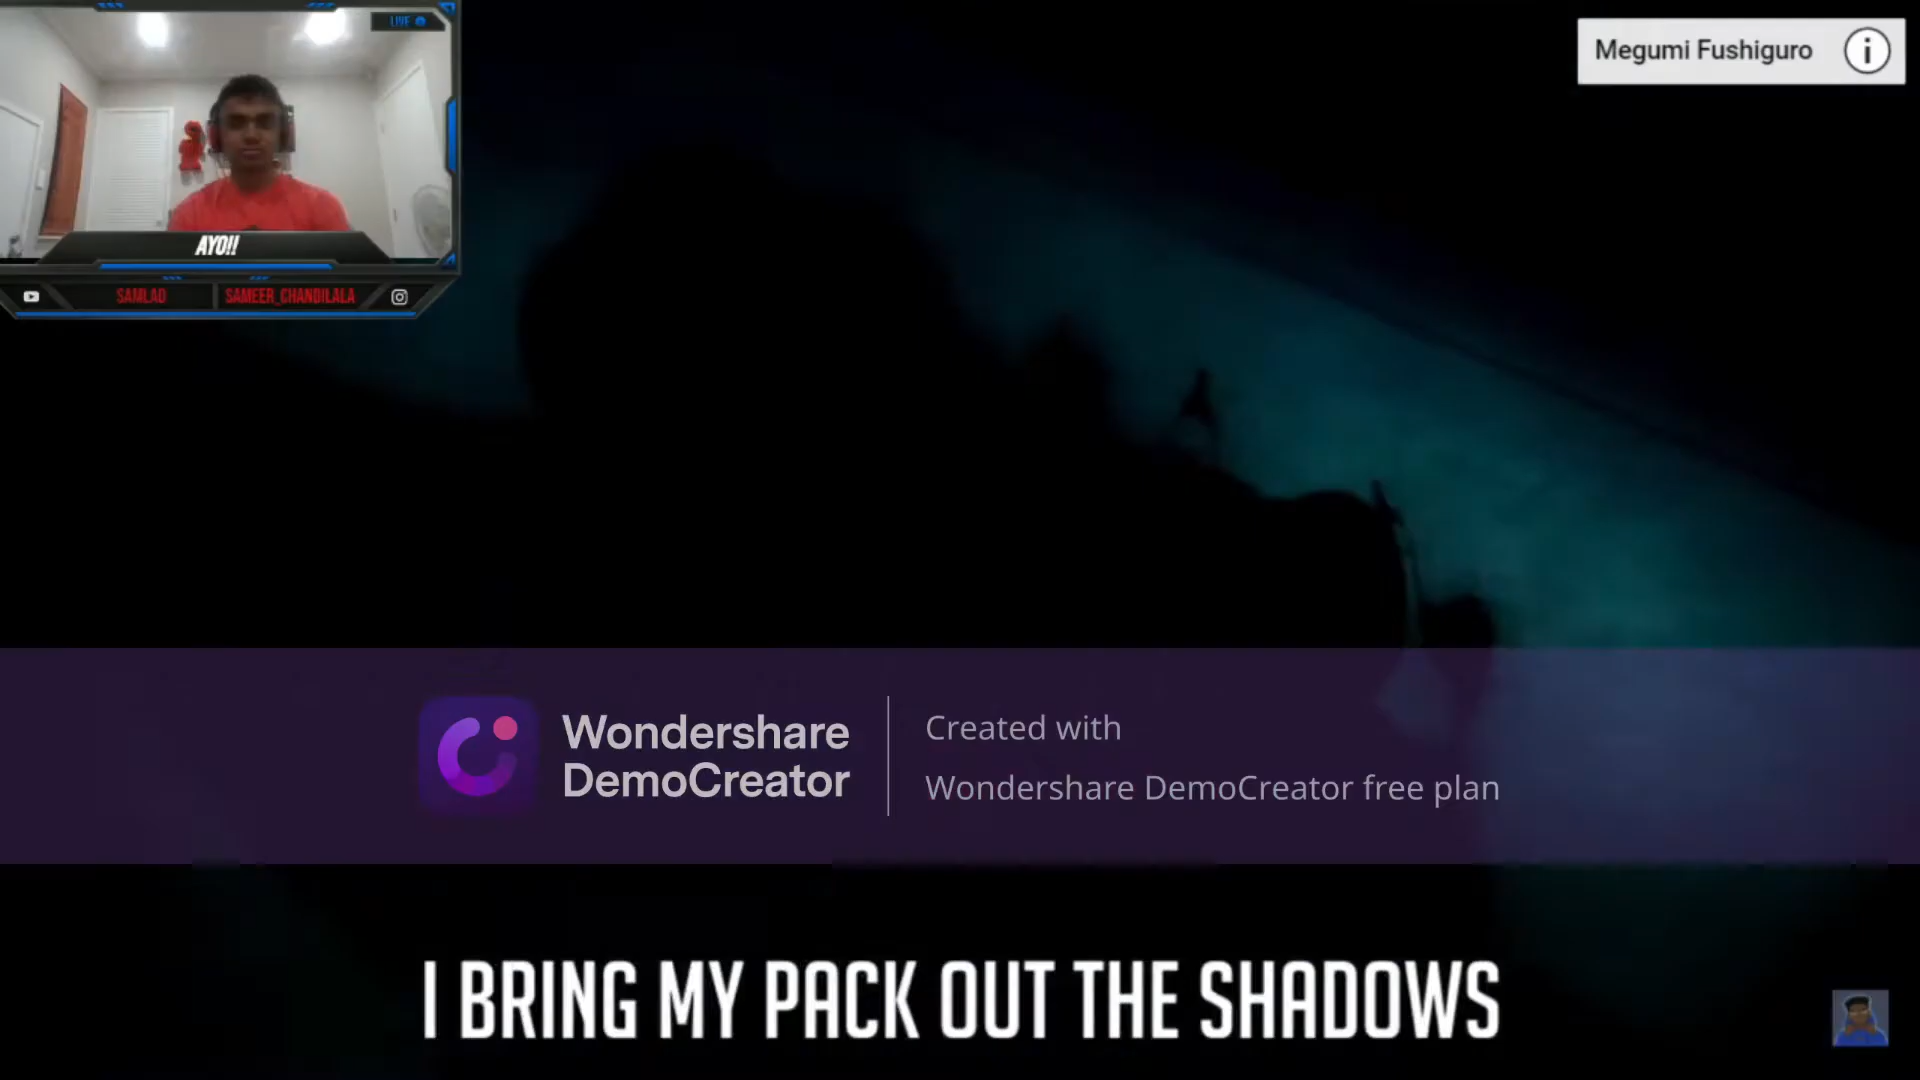 LIVE
Megumi Fushiguro
AYO!!
SAMLAD
SAMEER_CHANDILALA
Wondershare
DemoCreator
Created with
Wondershare DemoCreator free plan
I BRING MY PACK OUT THE SHADOWS